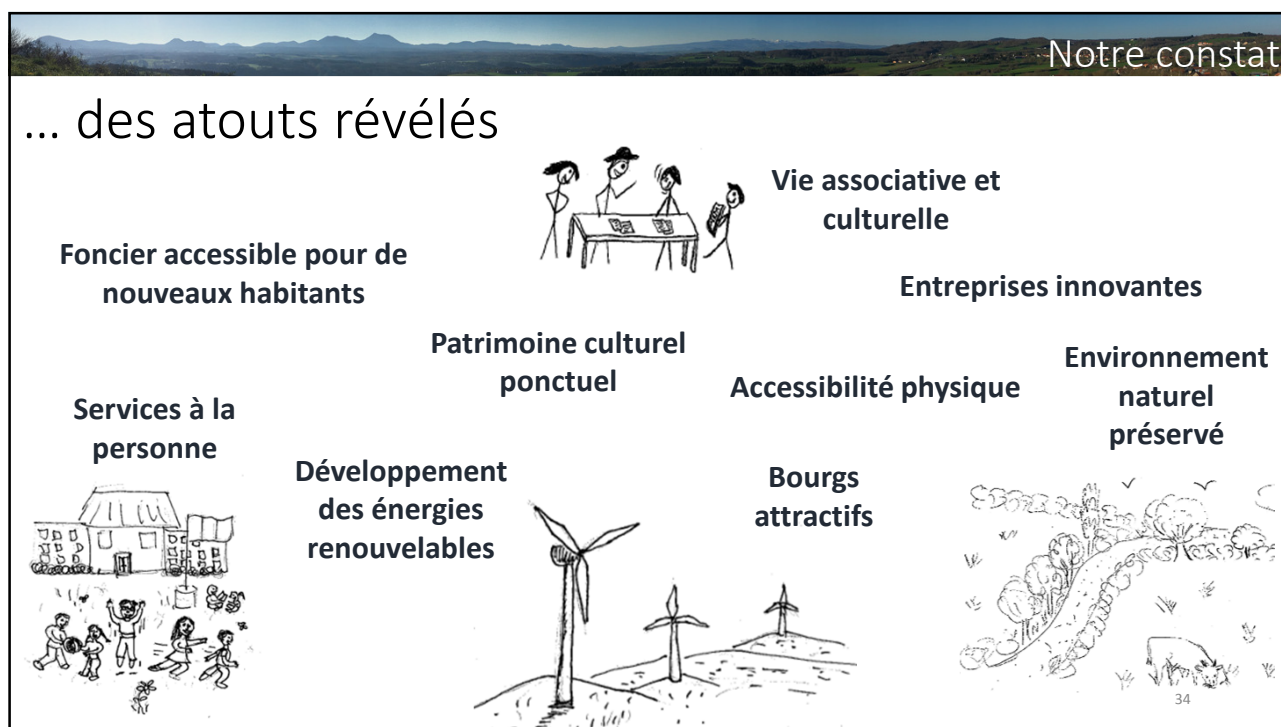 Notre constat
... des atouts révélés
Vie associative et
culturelle
Foncier accessible pour de
nouveaux habitants
Entreprises innovantes
Patrimoine culturel
ponctuel
Accessibilité physique
Environnement
naturel
préservé
Services à la
personne
Développement
des énergies
renouvelables
Bourgs
attractifs
34